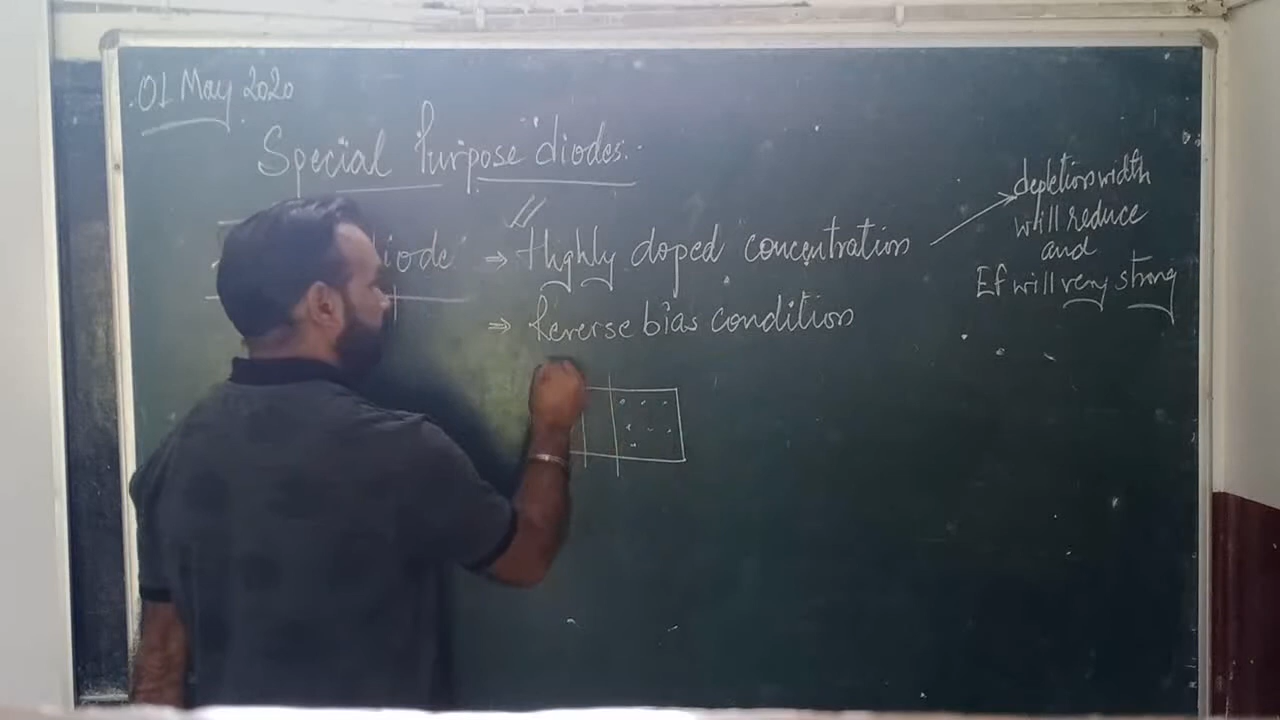 01 May 2020
Special Purpose diodes:-
iode ⇒ Highly doped concentration
depletion width
will reduce
and
Ef will very strong
⇒ Reverse bias condition